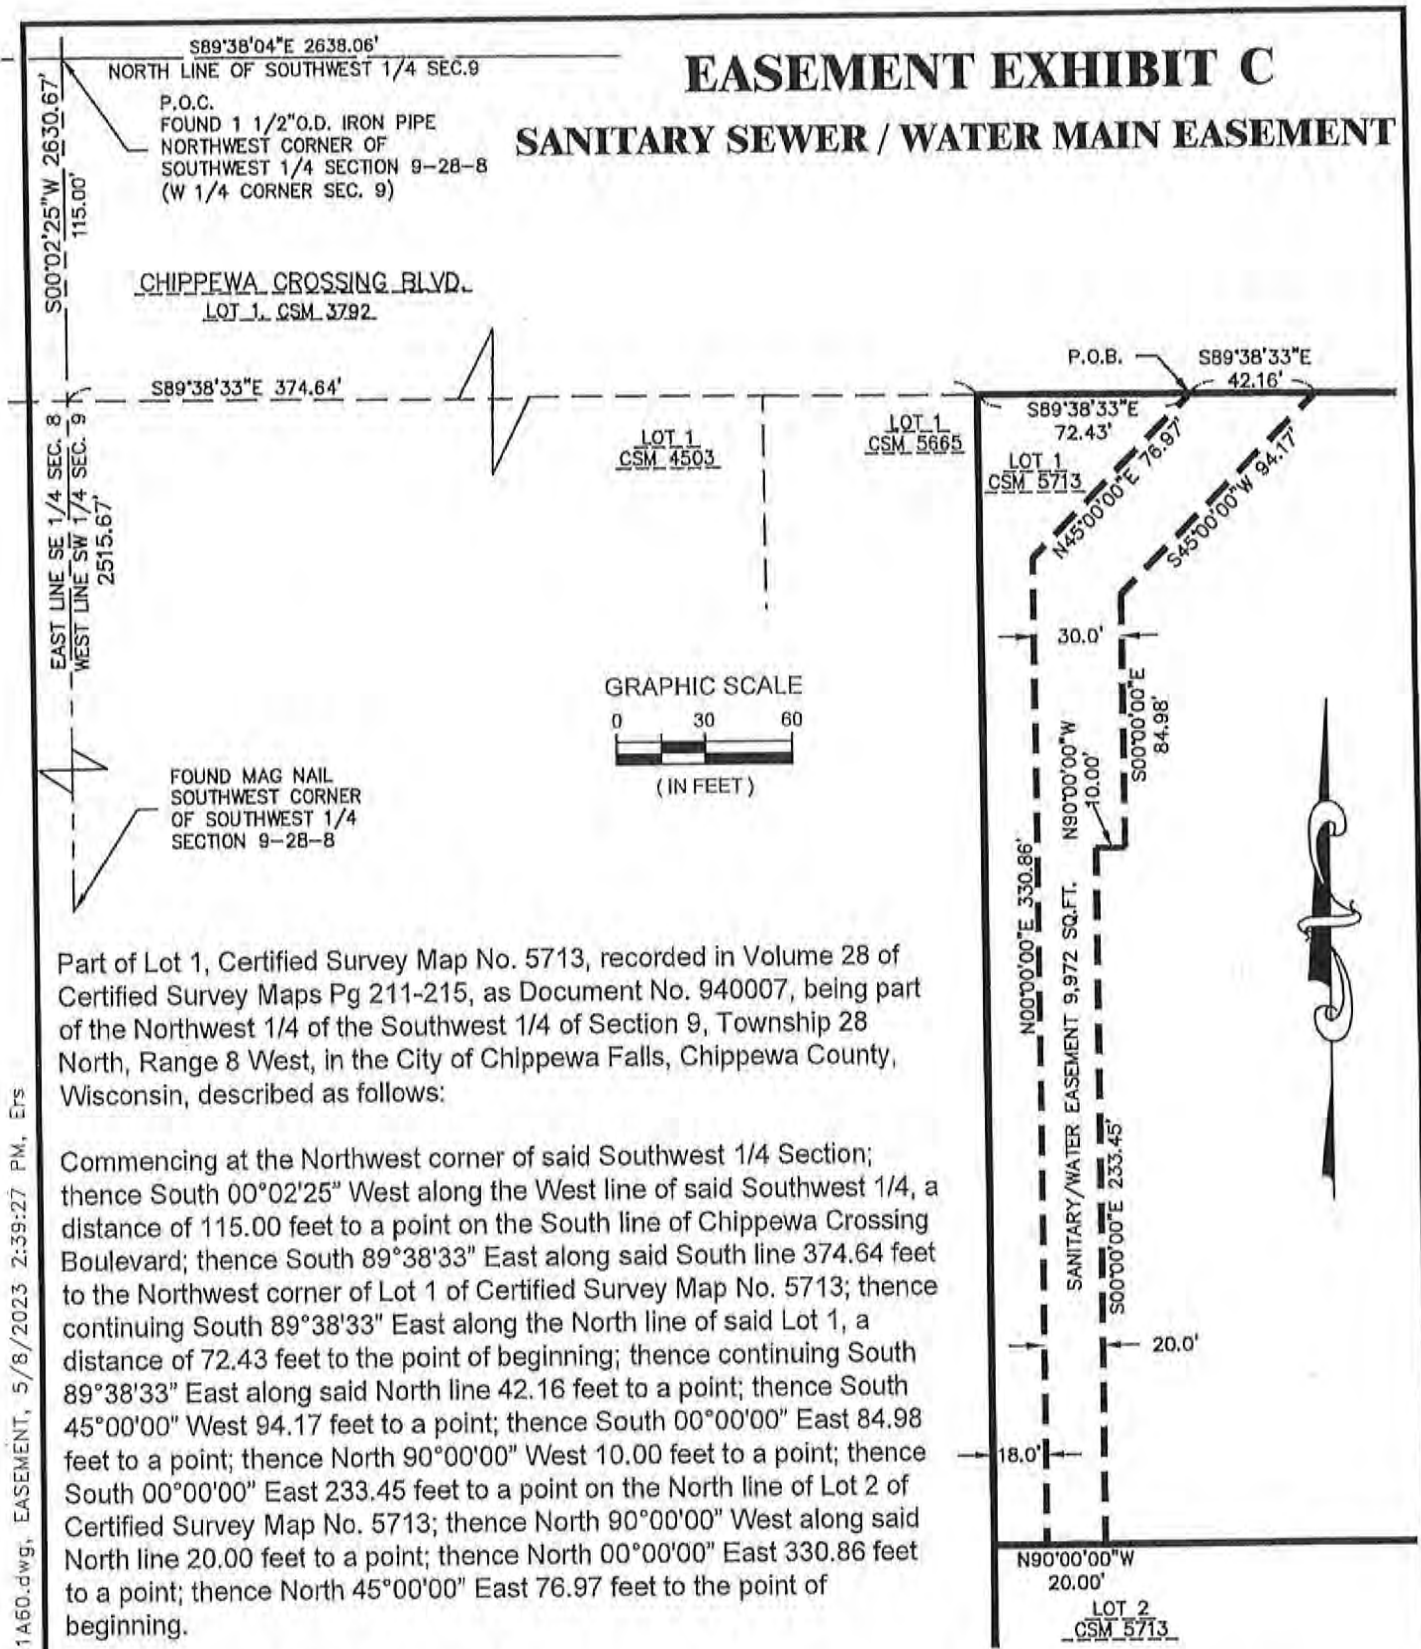 EASEMENT EXHIBIT C
SANITARY SEWER / WATER MAIN EASEMENT
S89°38'04"E 2638.06'
NORTH LINE OF SOUTHWEST 1/4 SEC.9
P.O.C.
FOUND 1 1/2"O.D. IRON PIPE
NORTHWEST CORNER OF
SOUTHWEST 1/4 SECTION 9-28-8
(W 1/4 CORNER SEC. 9)
S00°02'25"W 2630.67'
115.00'
CHIPPEWA CROSSING BLVD.
LOT 1, CSM 3792
S89°38'33"E 374.64'
EAST LINE SE 1/4 SEC. 8
WEST LINE SW 1/4 SEC. 9
2515.67'
LOT 1
CSM 4503
LOT 1
CSM 5665
P.O.B.
S89°38'33"E
42.16'
S89°38'33"E
72.43'
LOT 1
CSM 5713
N45°00'00"E 76.97'
S45°00'00"W 94.17'
30.0'
S00°00'00"E
84.98'
N90°00'00"W
10.00'
GRAPHIC SCALE
0 30 60
( IN FEET )
FOUND MAG NAIL
SOUTHWEST CORNER
OF SOUTHWEST 1/4
SECTION 9-28-8
N00°00'00"E 330.86'
SANITARY/WATER EASEMENT 9,972 SQ.FT.
S00°00'00"E 233.45'
20.0'
18.0'
N90°00'00"W
20.00'
LOT 2
CSM 5713
Part of Lot 1, Certified Survey Map No. 5713, recorded in Volume 28 of
Certified Survey Maps Pg 211-215, as Document No. 940007, being part
of the Northwest 1/4 of the Southwest 1/4 of Section 9, Township 28
North, Range 8 West, in the City of Chippewa Falls, Chippewa County,
Wisconsin, described as follows:
Commencing at the Northwest corner of said Southwest 1/4 Section;
thence South 00°02'25" West along the West line of said Southwest 1/4, a
distance of 115.00 feet to a point on the South line of Chippewa Crossing
Boulevard; thence South 89°38'33" East along said South line 374.64 feet
to the Northwest corner of Lot 1 of Certified Survey Map No. 5713; thence
continuing South 89°38'33" East along the North line of said Lot 1, a
distance of 72.43 feet to the point of beginning; thence continuing South
89°38'33" East along said North line 42.16 feet to a point; thence South
45°00'00" West 94.17 feet to a point; thence South 00°00'00" East 84.98
feet to a point; thence North 90°00'00" West 10.00 feet to a point; thence
South 00°00'00" East 233.45 feet to a point on the North line of Lot 2 of
Certified Survey Map No. 5713; thence North 90°00'00" West along said
North line 20.00 feet to a point; thence North 00°00'00" East 330.86 feet
to a point; thence North 45°00'00" East 76.97 feet to the point of
beginning.
1A60.dwg, EASEMENT, 5/8/2023 2:39:27 PM, Ers